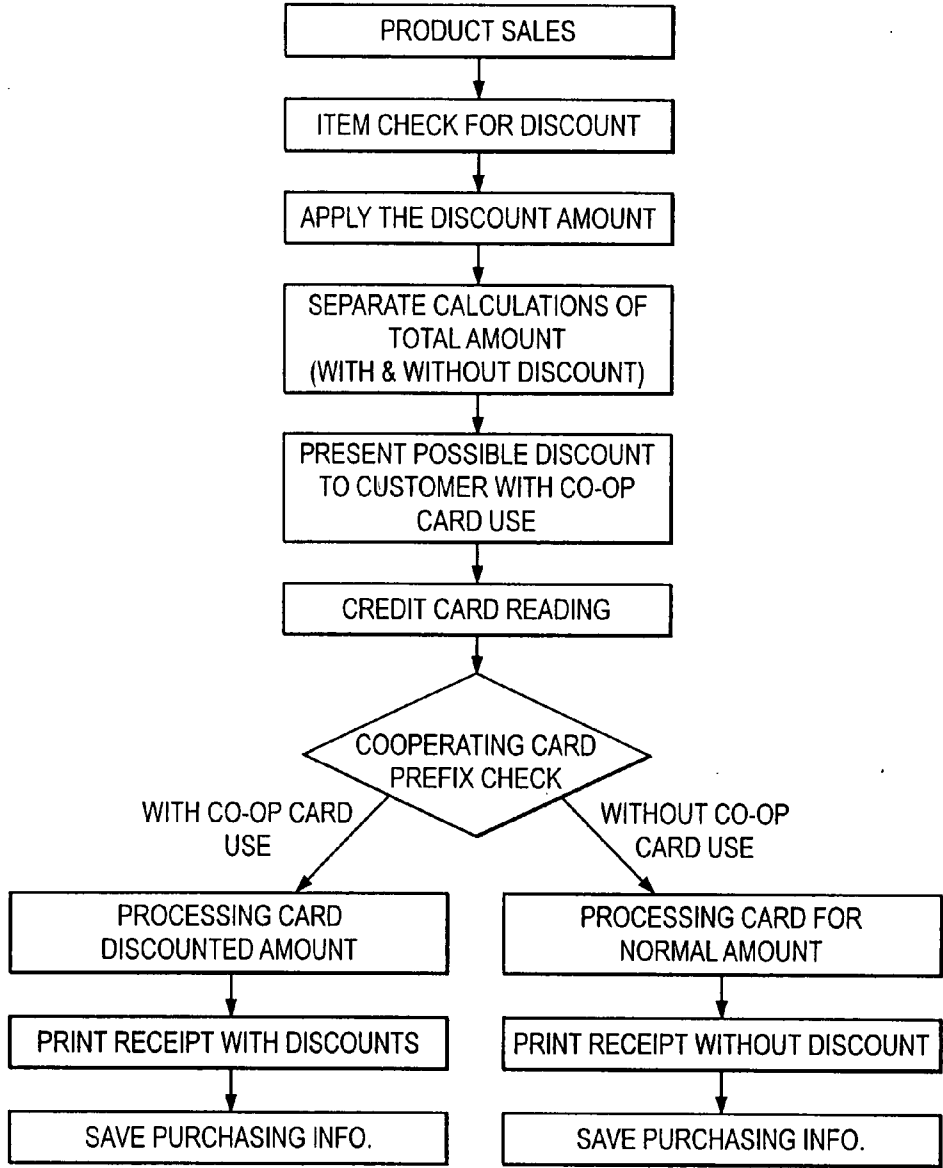 PRODUCT SALES
ITEM CHECK FOR DISCOUNT
APPLY THE DISCOUNT AMOUNT
SEPARATE CALCULATIONS OF
TOTAL AMOUNT
(WITH & WITHOUT DISCOUNT)
PRESENT POSSIBLE DISCOUNT
TO CUSTOMER WITH CO-OP
CARD USE
CREDIT CARD READING
COOPERATING CARD
PREFIX CHECK
WITH CO-OP CARD
USE
WITHOUT CO-OP
CARD USE
PROCESSING CARD
DISCOUNTED AMOUNT
PROCESSING CARD FOR
NORMAL AMOUNT
PRINT RECEIPT WITH DISCOUNTS
PRINT RECEIPT WITHOUT DISCOUNT
SAVE PURCHASING INFO.
SAVE PURCHASING INFO.